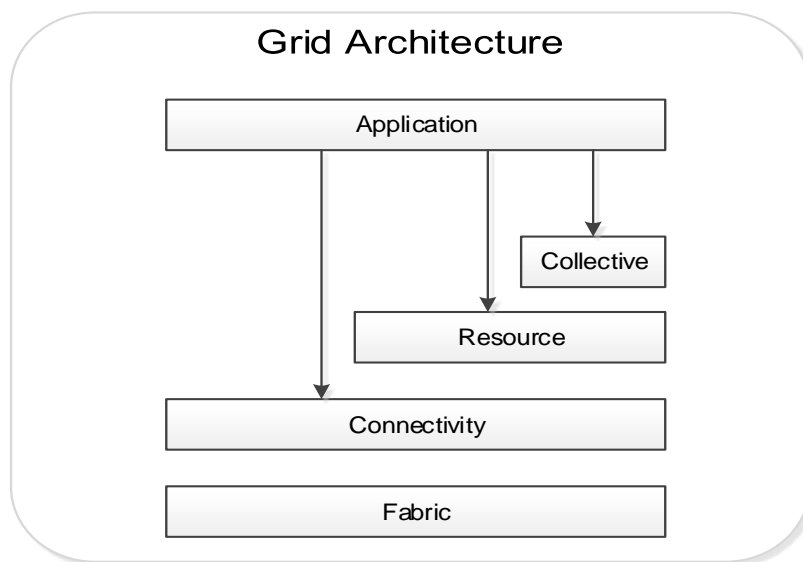 Grid Architecture
Application
Collective
Resource
Connectivity
Fabric